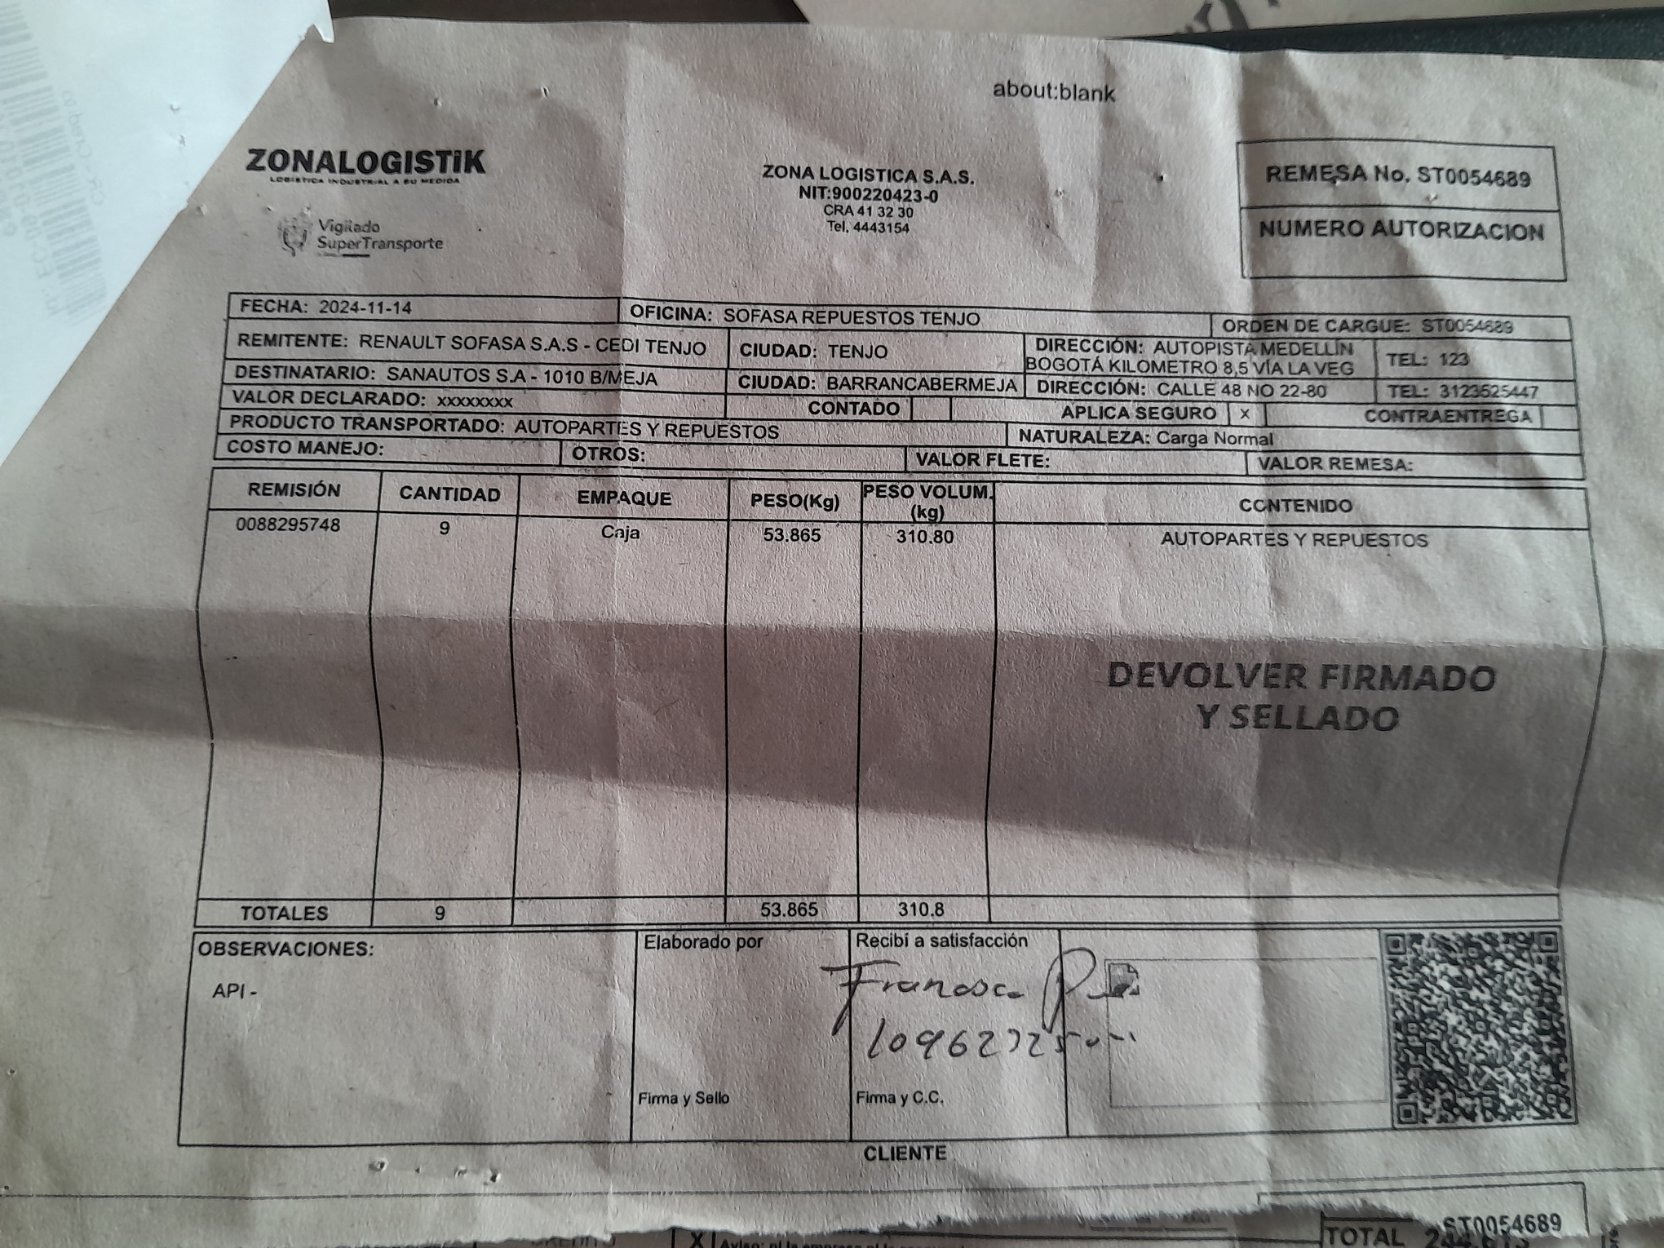 about:blank
ZONALOGISTiK
LOGISTICA INDUSTRIAL A SU MEDIDA
Vigilado
SuperTransporte
ZONA LOGISTICA S.A.S.
NIT:900220423-0
CRA 41 32 30
Tel. 4443154
REMESA No. ST0054689
NUMERO AUTORIZACION
FECHA: 2024-11-14 OFICINA: SOFASA REPUESTOS TENJO ORDEN DE CARGUE: ST0054689
REMITENTE: RENAULT SOFASA S.A.S - CEDI TENJO CIUDAD: TENJO DIRECCIÓN: AUTOPISTA MEDELLÍN
BOGOTÁ KILOMETRO 8,5 VÍA LA VEG TEL: 123
DESTINATARIO: SANAUTOS S.A - 1010 B/MEJA CIUDAD: BARRANCABERMEJA DIRECCIÓN: CALLE 48 NO 22-80 TEL: 3123525447
VALOR DECLARADO: xxxxxxxx CONTADO APLICA SEGURO x CONTRAENTREGA
PRODUCTO TRANSPORTADO: AUTOPARTES Y REPUESTOS NATURALEZA: Carga Normal
COSTO MANEJO: OTROS: VALOR FLETE: VALOR REMESA:
REMISIÓN CANTIDAD EMPAQUE PESO(Kg) PESO VOLUM. (kg) CONTENIDO
0088295748 9 Caja 53.865 310.80 AUTOPARTES Y REPUESTOS
DEVOLVER FIRMADO
Y SELLADO
TOTALES 9 53.865 310.8
OBSERVACIONES: Elaborado por Recibí a satisfacción
API -
Firma y Sello Firma y C.C.
CLIENTE
ST0054689
TOTAL